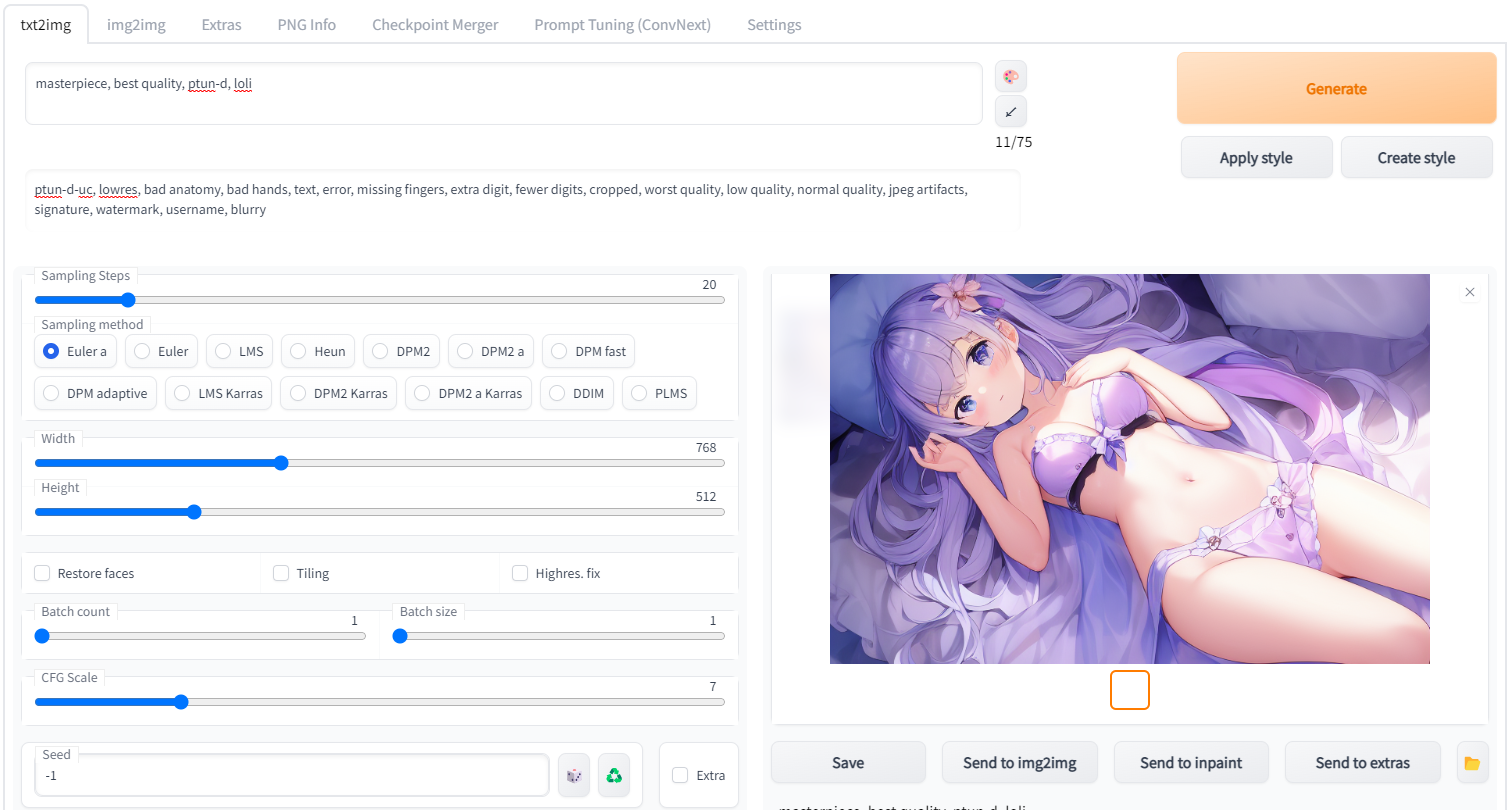 txt2img img2img Extras PNG Info Checkpoint Merger Prompt Tuning (ConvNext) Settings
masterpiece, best quality, ptun-d, loli
Generate
11/75
Apply style Create style
ptun-d-uc, lowres, bad anatomy, bad hands, text, error, missing fingers, extra digit, fewer digits, cropped, worst quality, low quality, normal quality, jpeg artifacts,
signature, watermark, username, blurry
Sampling Steps
20
Sampling method
Euler a Euler LMS Heun DPM2 DPM2 a DPM fast
DPM adaptive LMS Karras DPM2 Karras DPM2 a Karras DDIM PLMS
Width
768
Height
512
Restore faces Tiling Highres. fix
Batch count Batch size
1 1
CFG Scale
7
Seed
-1
Extra
Save Send to img2img Send to inpaint Send to extras
masterpiece, best quality, ptun-d, loli